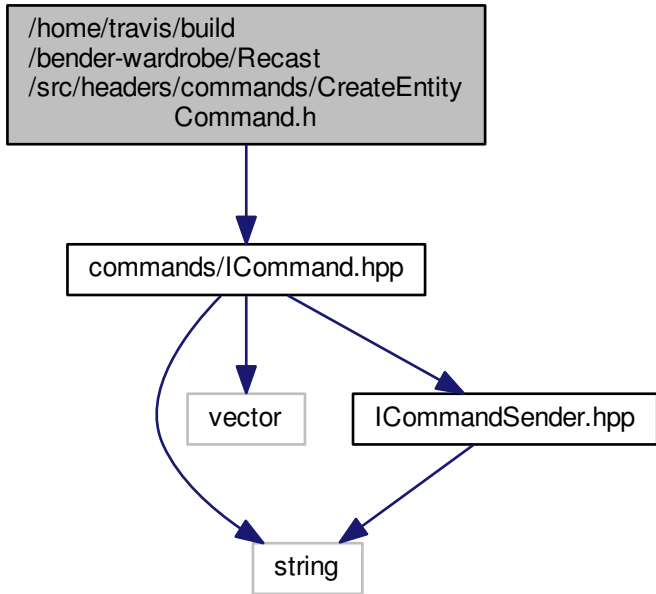 /home/travis/build
/bender-wardrobe/Recast
/src/headers/commands/CreateEntity
Command.h
commands/ICommand.hpp
vector
ICommandSender.hpp
string